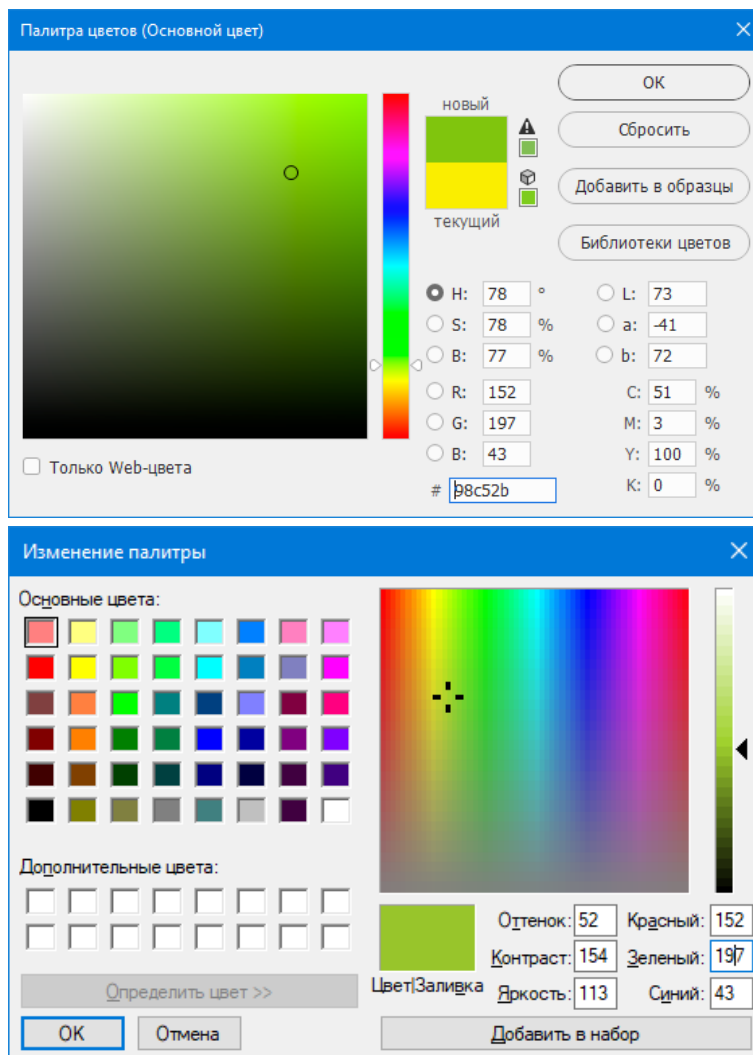 Палитра цветов (Основной цвет)
новый
текущий
ОК
Сбросить
Добавить в образцы
Библиотеки цветов
H: 78 °
L: 73
S: 78 %
a: -41
B: 77 %
b: 72
R: 152
C: 51 %
G: 197
M: 3 %
B: 43
Y: 100 %
# 98c52b
K: 0 %
Только Web-цвета
Изменение палитры
Основные цвета:
Дополнительные цвета:
Определить цвет >>
ОК
Отмена
Цвет|Заливка
Оттенок: 52
Красный: 152
Контраст: 154
Зеленый: 197
Яркость: 113
Синий: 43
Добавить в набор